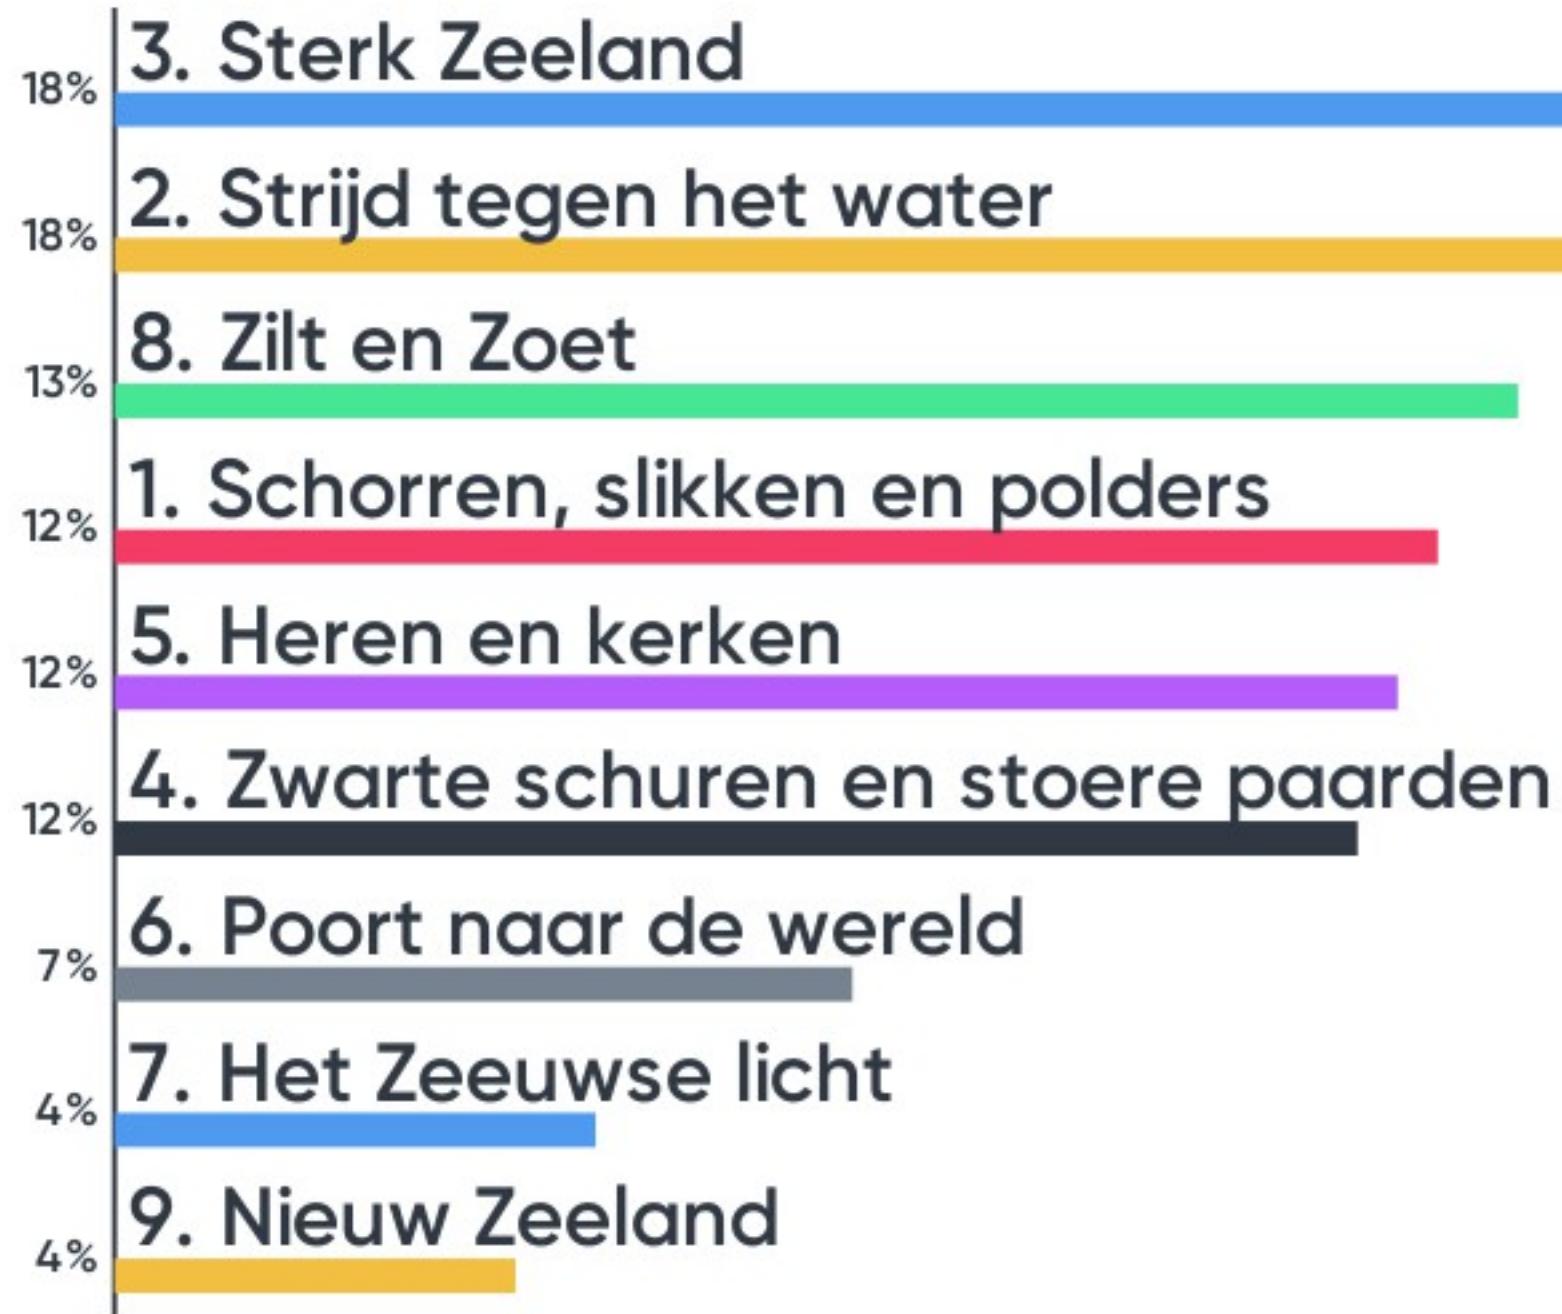 3. Sterk Zeeland
18%
2. Strijd tegen het water
18%
8. Zilt en Zoet
13%
1. Schorren, slikken en polders
12%
5. Heren en kerken
12%
4. Zwarte schuren en stoere paarden
12%
6. Poort naar de wereld
7%
7. Het Zeeuwse licht
4%
9. Nieuw Zeeland
4%